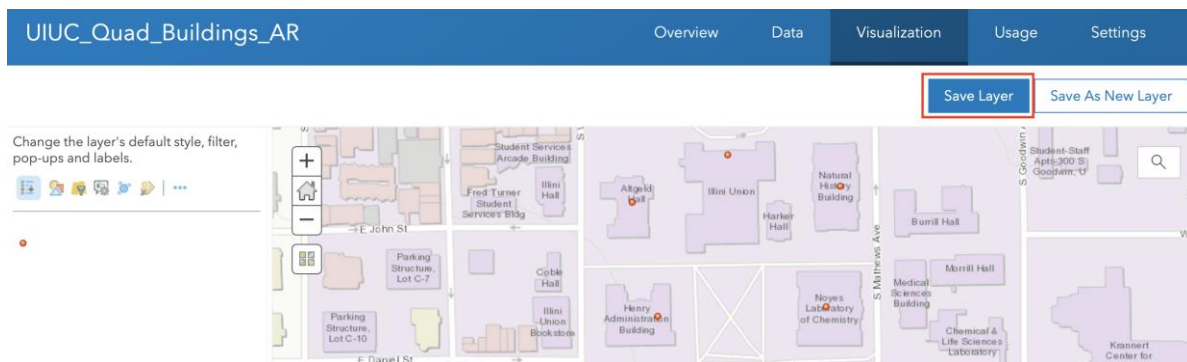 UIUC_Quad_Buildings_AR
Overview
Data
Visualization
Usage
Settings
Save Layer
Save As New Layer
Change the layer's default style, filter,
pop-ups and labels.
Student Services
Arcade Building
Fred Turner
Student
Services Bldg
Illini
Hall
Altgeld
Hall
Illini Union
Natural
History
Building
Harker
Hall
Burrill Hall
S Goodwin
Student-Staff
Apts-300 S
Goodwin, U
E John St
Parking
Structure,
Lot C-7
Coble
Hall
Illini
Union
Bookstore
Parking
Structure,
Lot C-10
E Daniel St
Henry
Administration
Building
Noyes
Laboratory
of Chemistry
S Mathews Ave
Medical
Sciences
Building
Morrill Hall
Chemical &
Life Sciences
Laboratory
Krannert
Center for